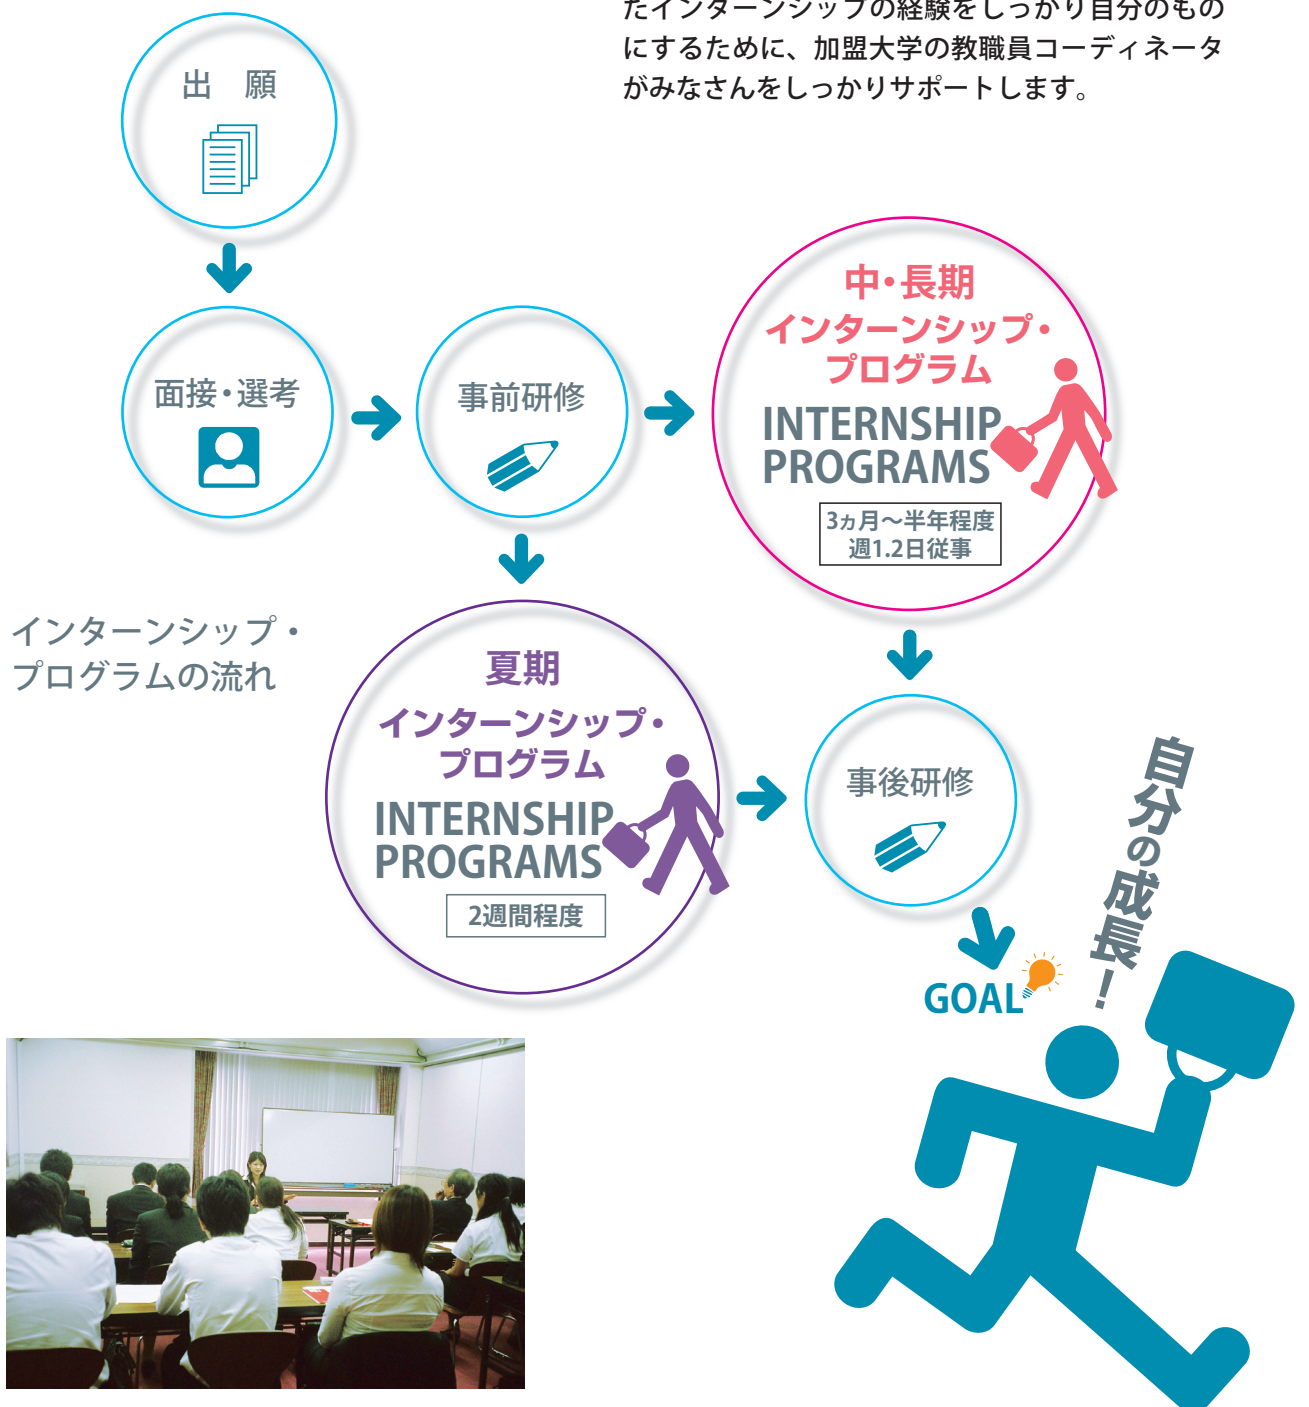 たインターンシップの経験をしっかり自分のもの
にするために、加盟大学の教職員コーディネータ
がみなさんをしっかりサポートします。
出 願
面接・選考
事前研修
中・長期
インターンシップ・
プログラム
INTERNSHIP
PROGRAMS
3ヵ月～半年程度
週1.2日従事
インターンシップ・
プログラムの流れ
夏期
インターンシップ・
プログラム
INTERNSHIP
PROGRAMS
2週間程度
事後研修
GOAL
自分の成長！